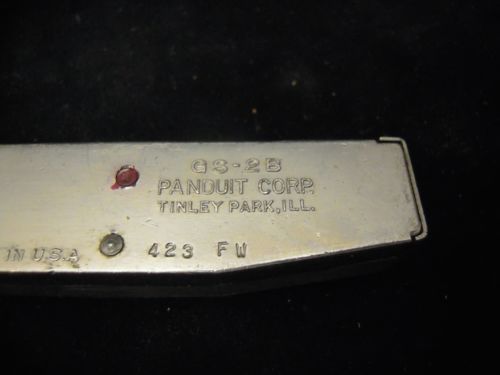 GS-2B
PANDUIT CORP.
TINLEY PARK, ILL.
IN U.S.A
423 FW